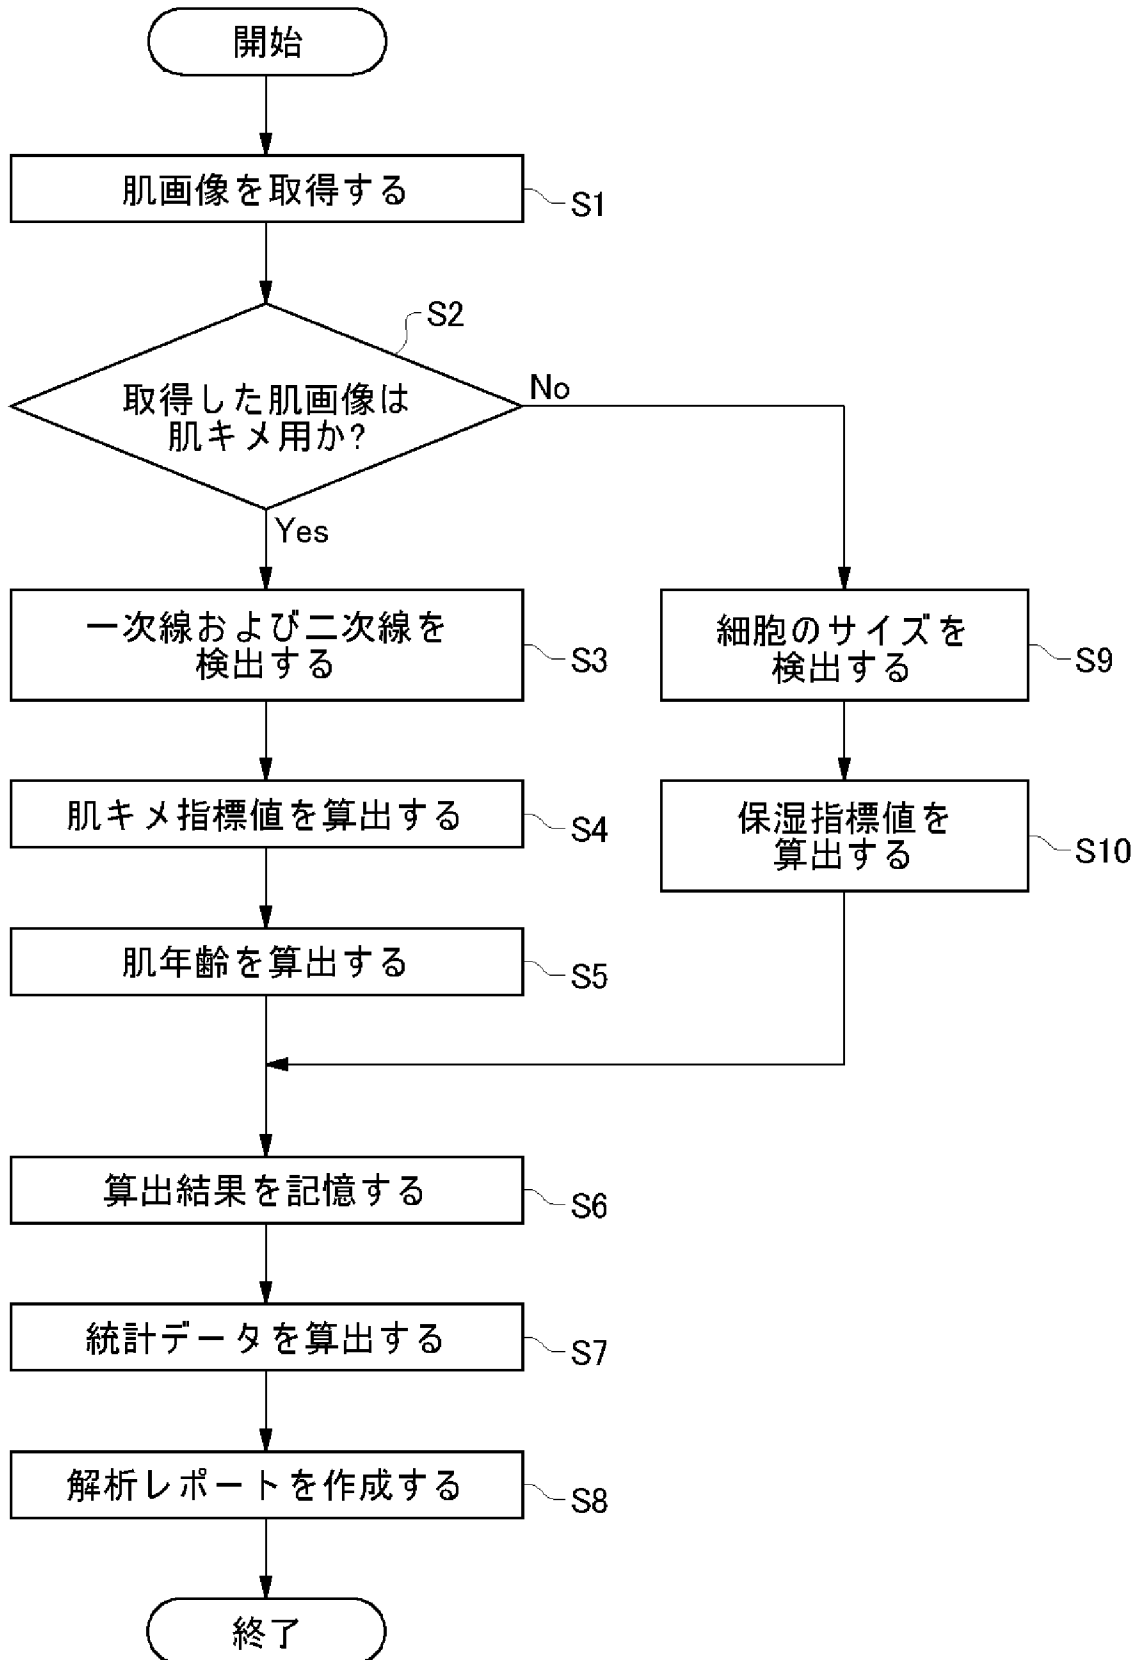 開始
肌画像を取得する
S1
S2
取得した肌画像は
肌キメ用か?
No
Yes
一次線および二次線を
検出する
S3
細胞のサイズを
検出する
S9
肌キメ指標値を算出する
S4
保湿指標値を
算出する
S10
肌年齢を算出する
S5
算出結果を記憶する
S6
統計データを算出する
S7
解析レポートを作成する
S8
終了